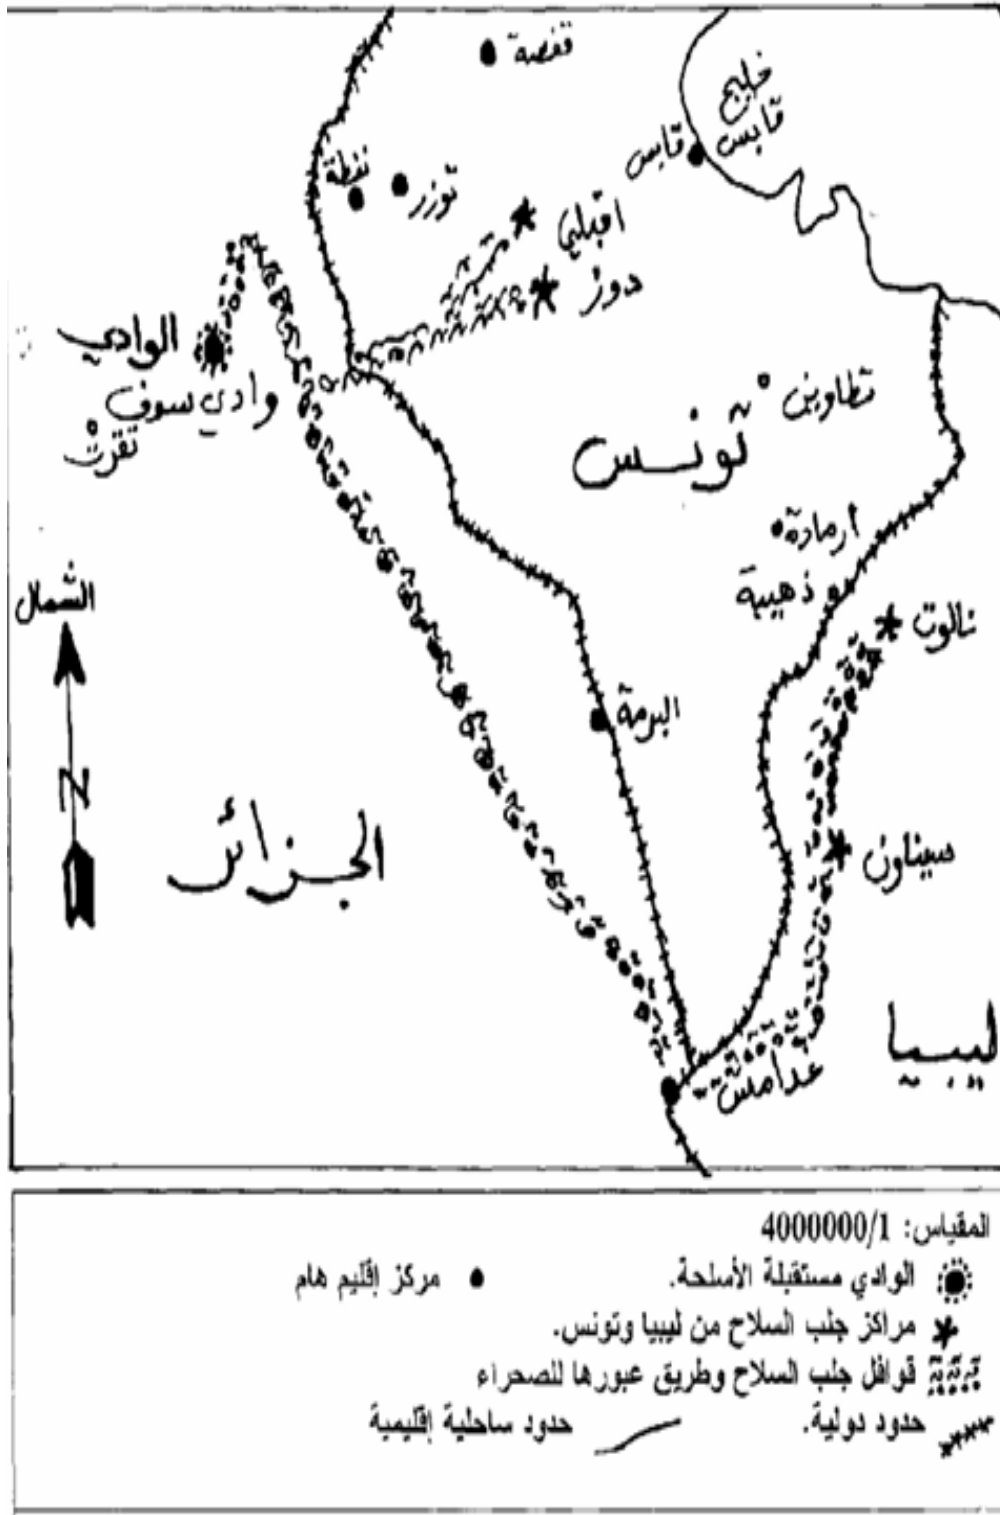 قفصة
خليج
قابس
قابس
نفطة
توزر
اقبلي
دوز
الوادي
وادي سوف
تقرت
تطاوين
تونس
ارمادة
ذهيبة
نالوت
الشمال
N
البرمة
الجزائر
سيناون
ليبيا
غدامس
المقياس: 4000000/1
الوادي مستقبلة الأسلحة.
مركز إقليم هام
مراكز جلب السلاح من ليبيا وتونس.
قوافل جلب السلاح وطريق عبورها للصحراء
حدود دولية.
حدود ساحلية إقليمية